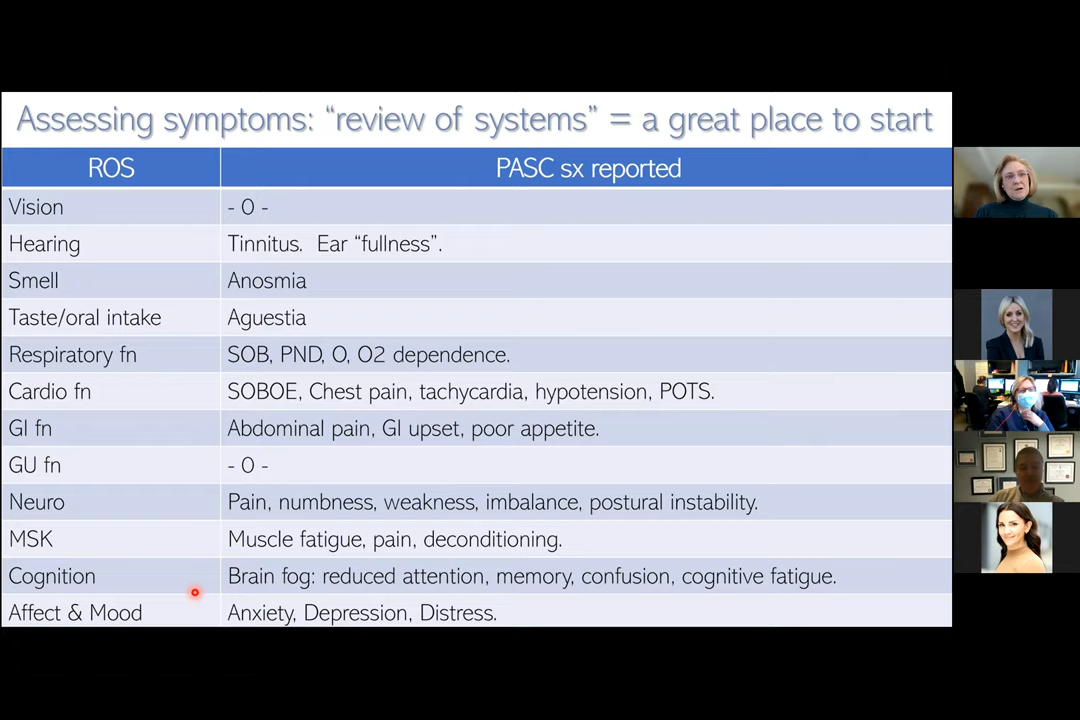 Assessing symptoms: “review of systems” = a great place to start
ROS PASC sx reported
Vision - 0 -
Hearing Tinnitus. Ear “fullness”.
Smell Anosmia
Taste/oral intake Aguestia
Respiratory fn SOB, PND, O, O2 dependence.
Cardio fn SOBOE, Chest pain, tachycardia, hypotension, POTS.
GI fn Abdominal pain, GI upset, poor appetite.
GU fn - 0 -
Neuro Pain, numbness, weakness, imbalance, postural instability.
MSK Muscle fatigue, pain, deconditioning.
Cognition Brain fog: reduced attention, memory, confusion, cognitive fatigue.
Affect & Mood Anxiety, Depression, Distress.